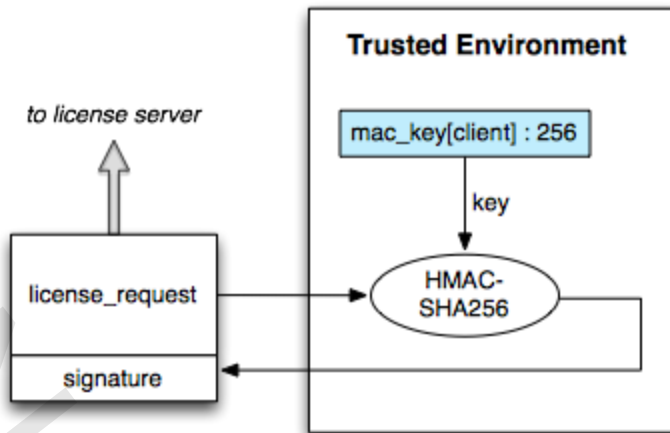 Trusted Environment
to license server
mac_key[client] : 256
key
license_request
HMAC-
SHA256
signature